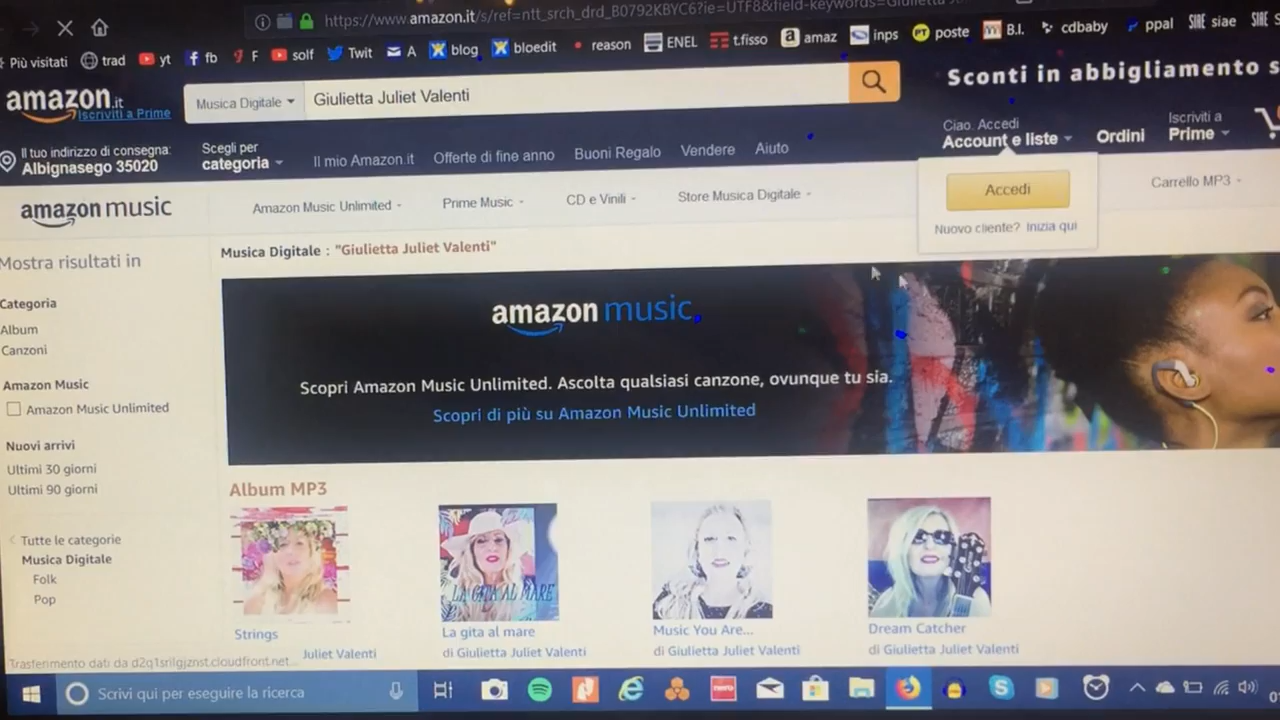 https://www.amazon.it/s/ref=ntt_srch_drd_B0792KBYC6?ie=UTF8&field-keywords=Giulietta
Più visitati trad yt fb F solf Twit A blog bloedit reason ENEL t.fisso amaz inps poste B.I. cdbaby ppal siae
amazon.it
Iscriviti a Prime
Musica Digitale
Giulietta Juliet Valenti
Sconti in abbigliamento s
Il tuo indirizzo di consegna:
Albignasego 35020
Scegli per
categoria
Il mio Amazon.it Offerte di fine anno Buoni Regalo Vendere Aiuto
Ciao. Accedi
Account e liste
Ordini
Iscriviti a
Prime
amazon music
Amazon Music Unlimited Prime Music CD e Vinili Store Musica Digitale
Accedi
Nuovo cliente? Inizia qui
Carrello MP3
Mostra risultati in
Musica Digitale : "Giulietta Juliet Valenti"
Categoria
Album
Canzoni
Amazon Music
Amazon Music Unlimited
Nuovi arrivi
Ultimi 30 giorni
Ultimi 90 giorni
Tutte le categorie
Musica Digitale
Folk
Pop
amazon music
Scopri Amazon Music Unlimited. Ascolta qualsiasi canzone, ovunque tu sia.
Scopri di più su Amazon Music Unlimited
Album MP3
LA GITA AL MARE
Strings
Juliet Valenti
La gita al mare
di Giulietta Juliet Valenti
Music You Are...
di Giulietta Juliet Valenti
Dream Catcher
di Giulietta Juliet Valenti
Trasferimento dati da d2q1srilgjznst.cloudfront.net...
Scrivi qui per eseguire la ricerca